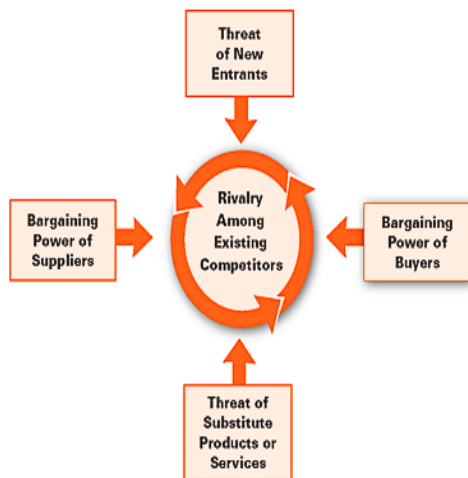 Threat
of New
Entrants
Bargaining
Power of
Suppliers
Rivalry
Among
Existing
Competitors
Bargaining
Power of
Buyers
Threat of
Substitute
Products or
Services